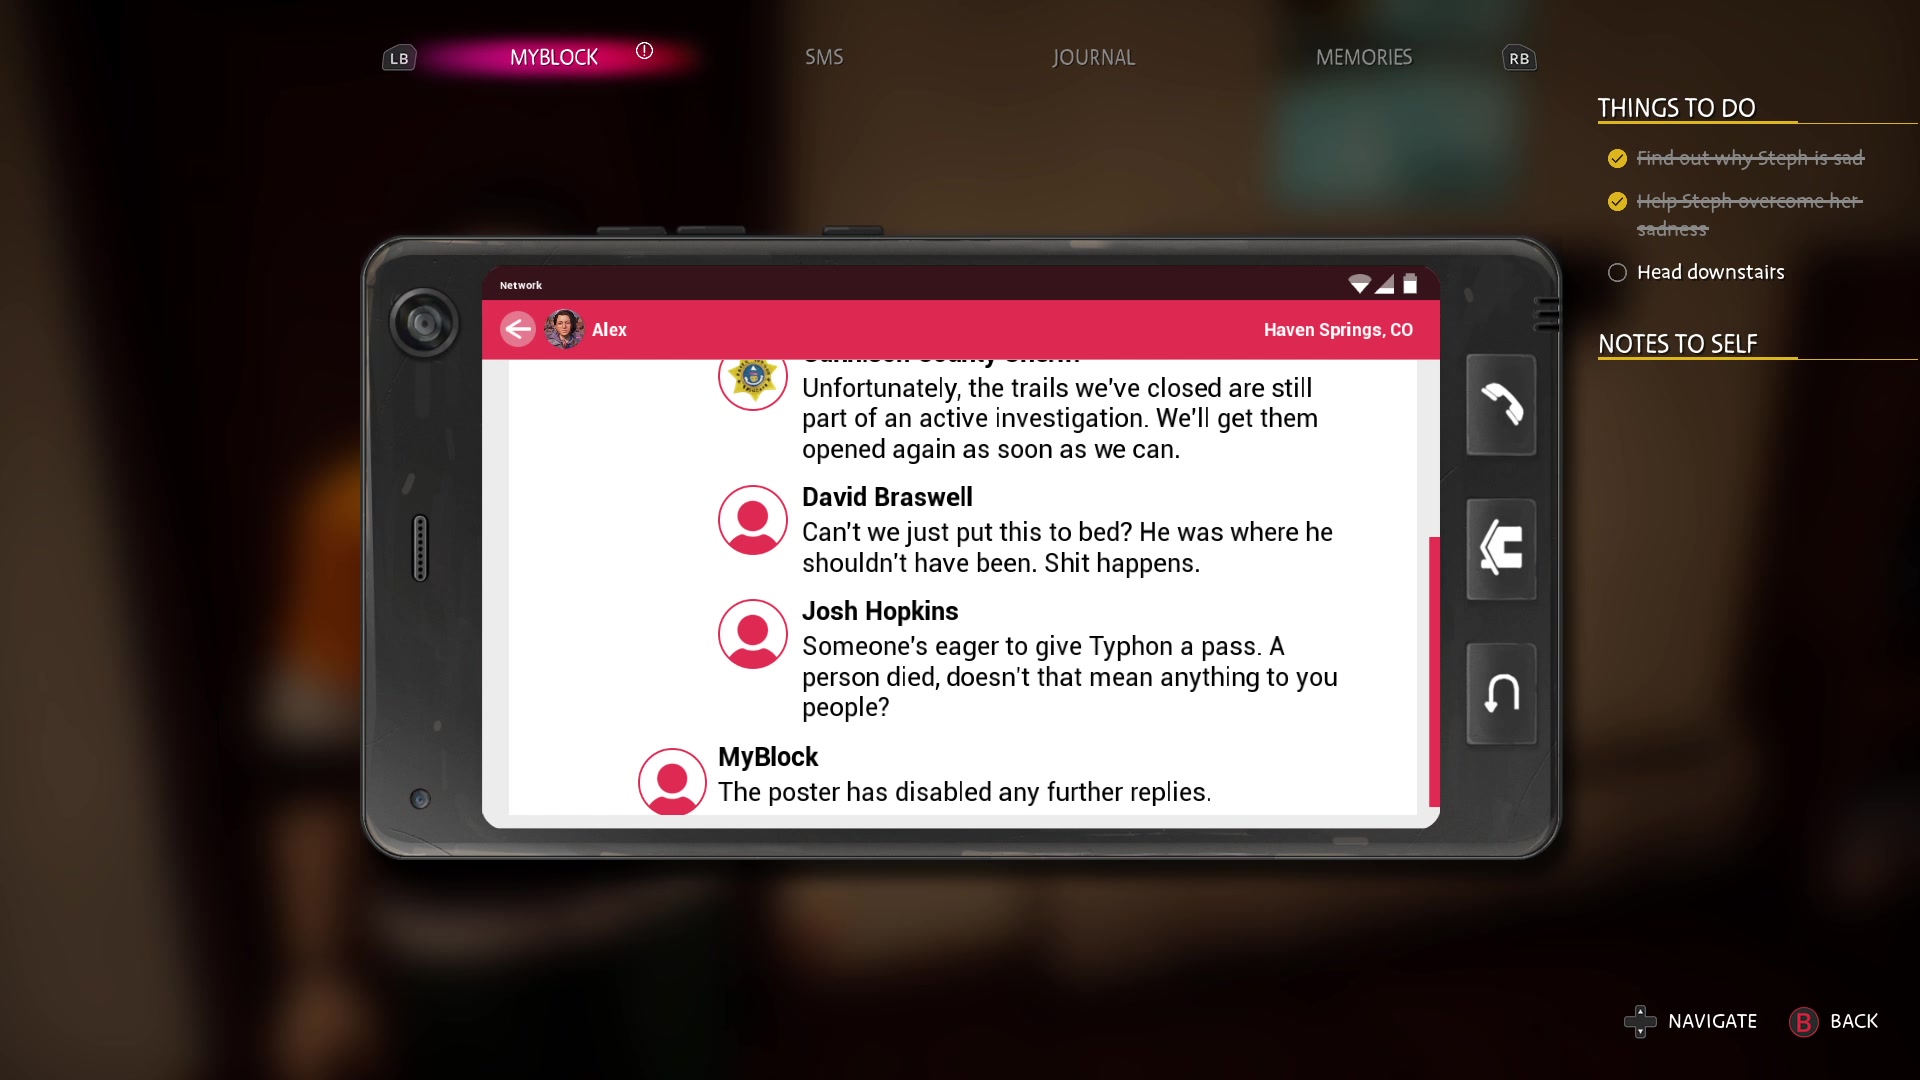 LB
MYBLOCK
SMS
JOURNAL
MEMORIES
RB
THINGS TO DO
Find out why Steph is sad
Help Steph overcome her
sadness
Head downstairs
NOTES TO SELF
Network
Alex
Haven Springs, CO
Unfortunately, the trails we've closed are still
part of an active investigation. We'll get them
opened again as soon as we can.
David Braswell
Can't we just put this to bed? He was where he
shouldn't have been. Shit happens.
Josh Hopkins
Someone's eager to give Typhon a pass. A
person died, doesn't that mean anything to you
people?
MyBlock
The poster has disabled any further replies.
NAVIGATE
B BACK